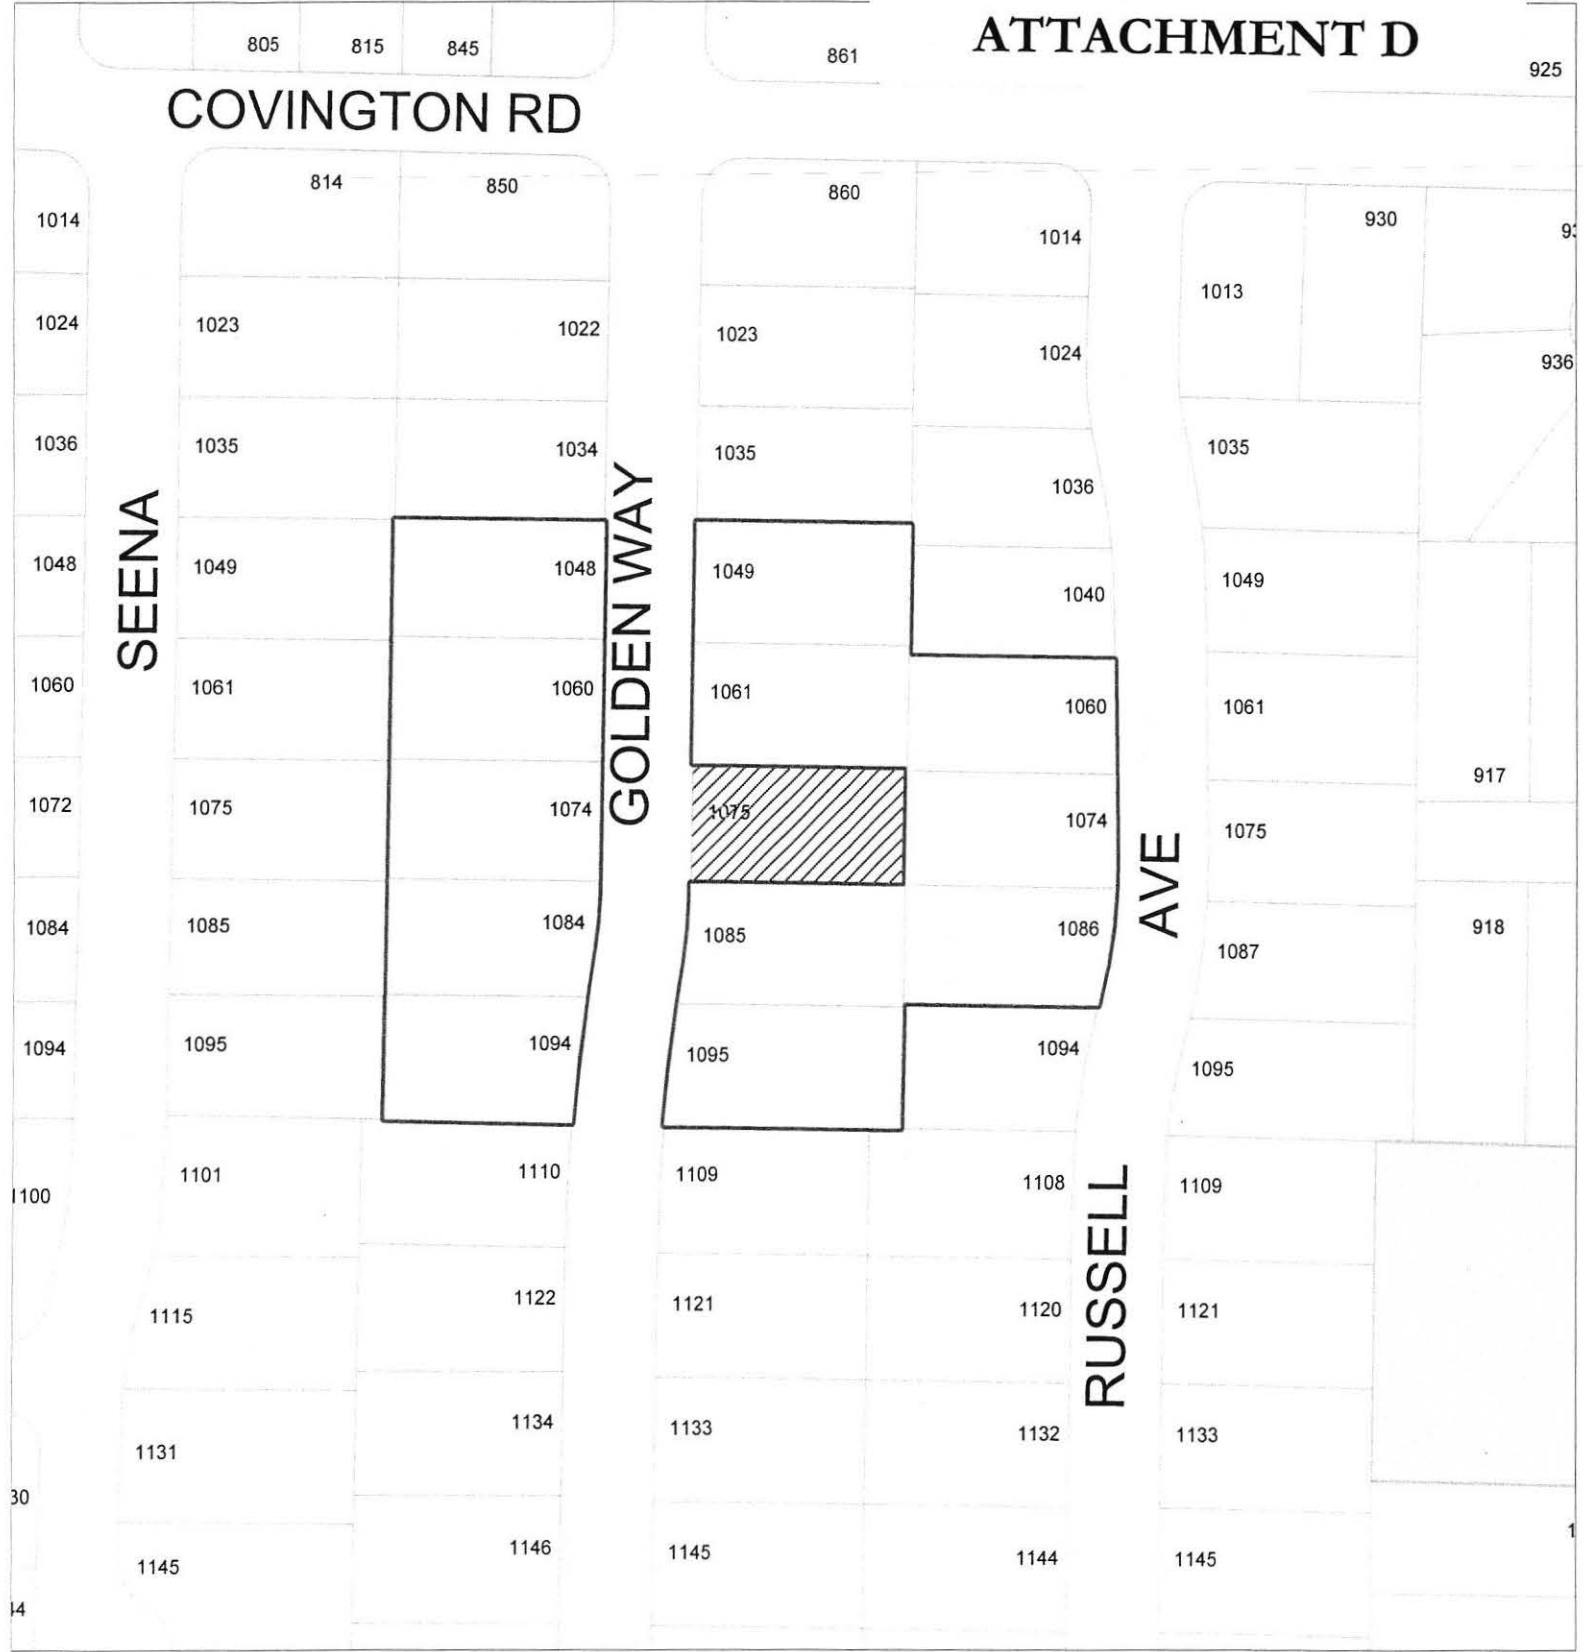 ATTACHMENT D
805 815 845 861 925
COVINGTON RD
814 850 860 930
1014 1014 1013
1024 1023 1022 1023 1024 936
1036 1035 1034 1035 1036 1035
SEENA
GOLDEN WAY
1048 1049 1048 1049 1040 1049
1060 1061 1060 1061 1060 1061
917
1072 1075 1074 1075 1074 1075
AVE
1084 1085 1084 1085 1086 1087 918
1094 1095 1094 1095 1094 1095
1100 1101 1110 1109 1108 1109
RUSSELL
1115 1122 1121 1120 1121
1131 1134 1133 1132 1133
30
1145 1146 1145 1144 1145